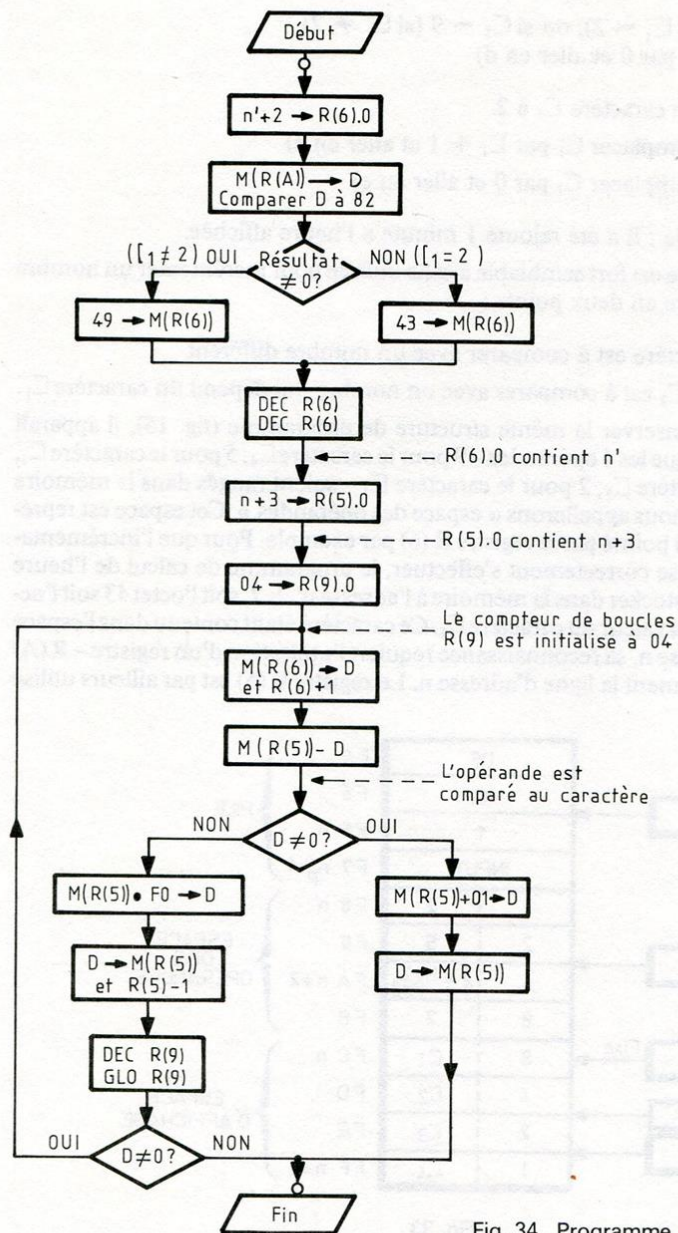 Début
n'+2 → R(6).0
M(R(A)) → D
Comparer D à 82
([1 ≠ 2) OUI
Résultat
≠0?
NON ([1 = 2)
49 → M(R(6))
43 → M(R(6))
DEC R(6)
DEC R(6)
R(6).0 contient n'
n+3 → R(5).0
R(5).0 contient n+3
04 → R(9).0
Le compteur de boucles
R(9) est initialisé à 04
M(R(6)) → D
et R(6)+1
M(R(5)) - D
L'opérande est
comparé au caractère
NON
D≠0?
OUI
M(R(5)) • F0 → D
M(R(5))+01→D
D → M(R(5))
et R(5)-1
D → M(R(5))
DEC R(9)
GLO R(9)
OUI
D≠0?
NON
Fin
Fig. 34. Programme